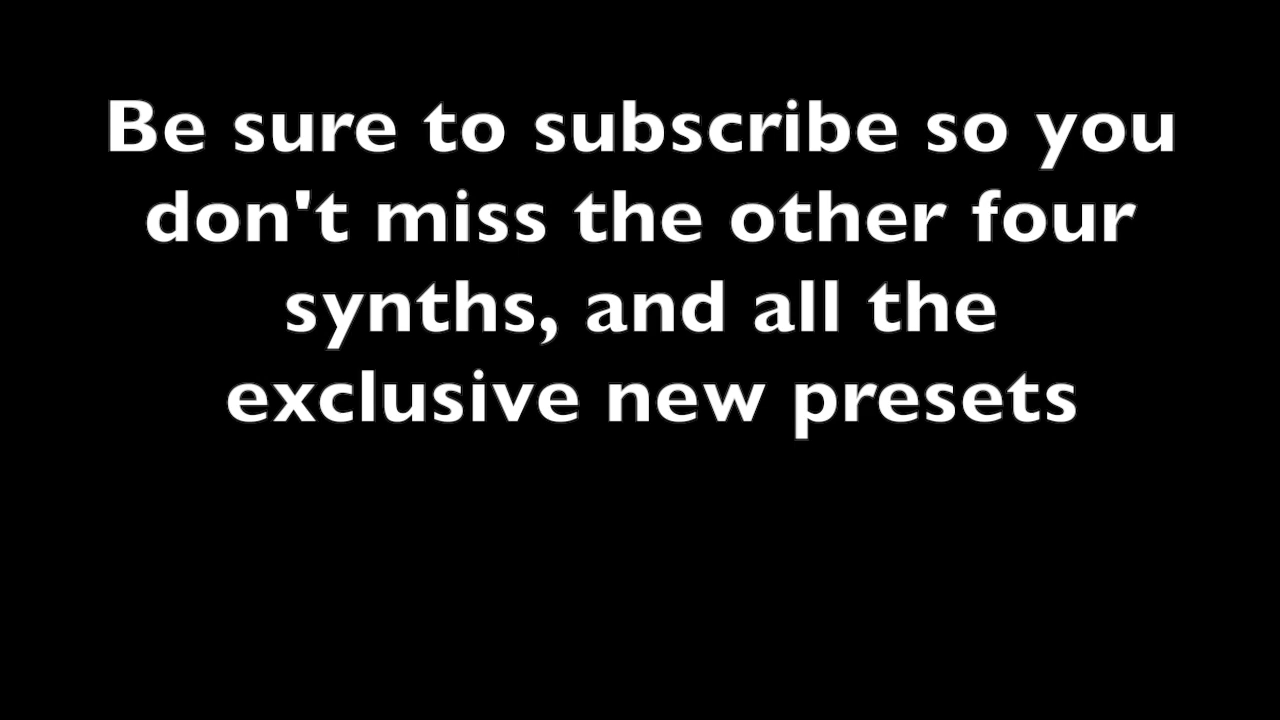 Be sure to subscribe so you
don't miss the other four
synths, and all the
exclusive new presets